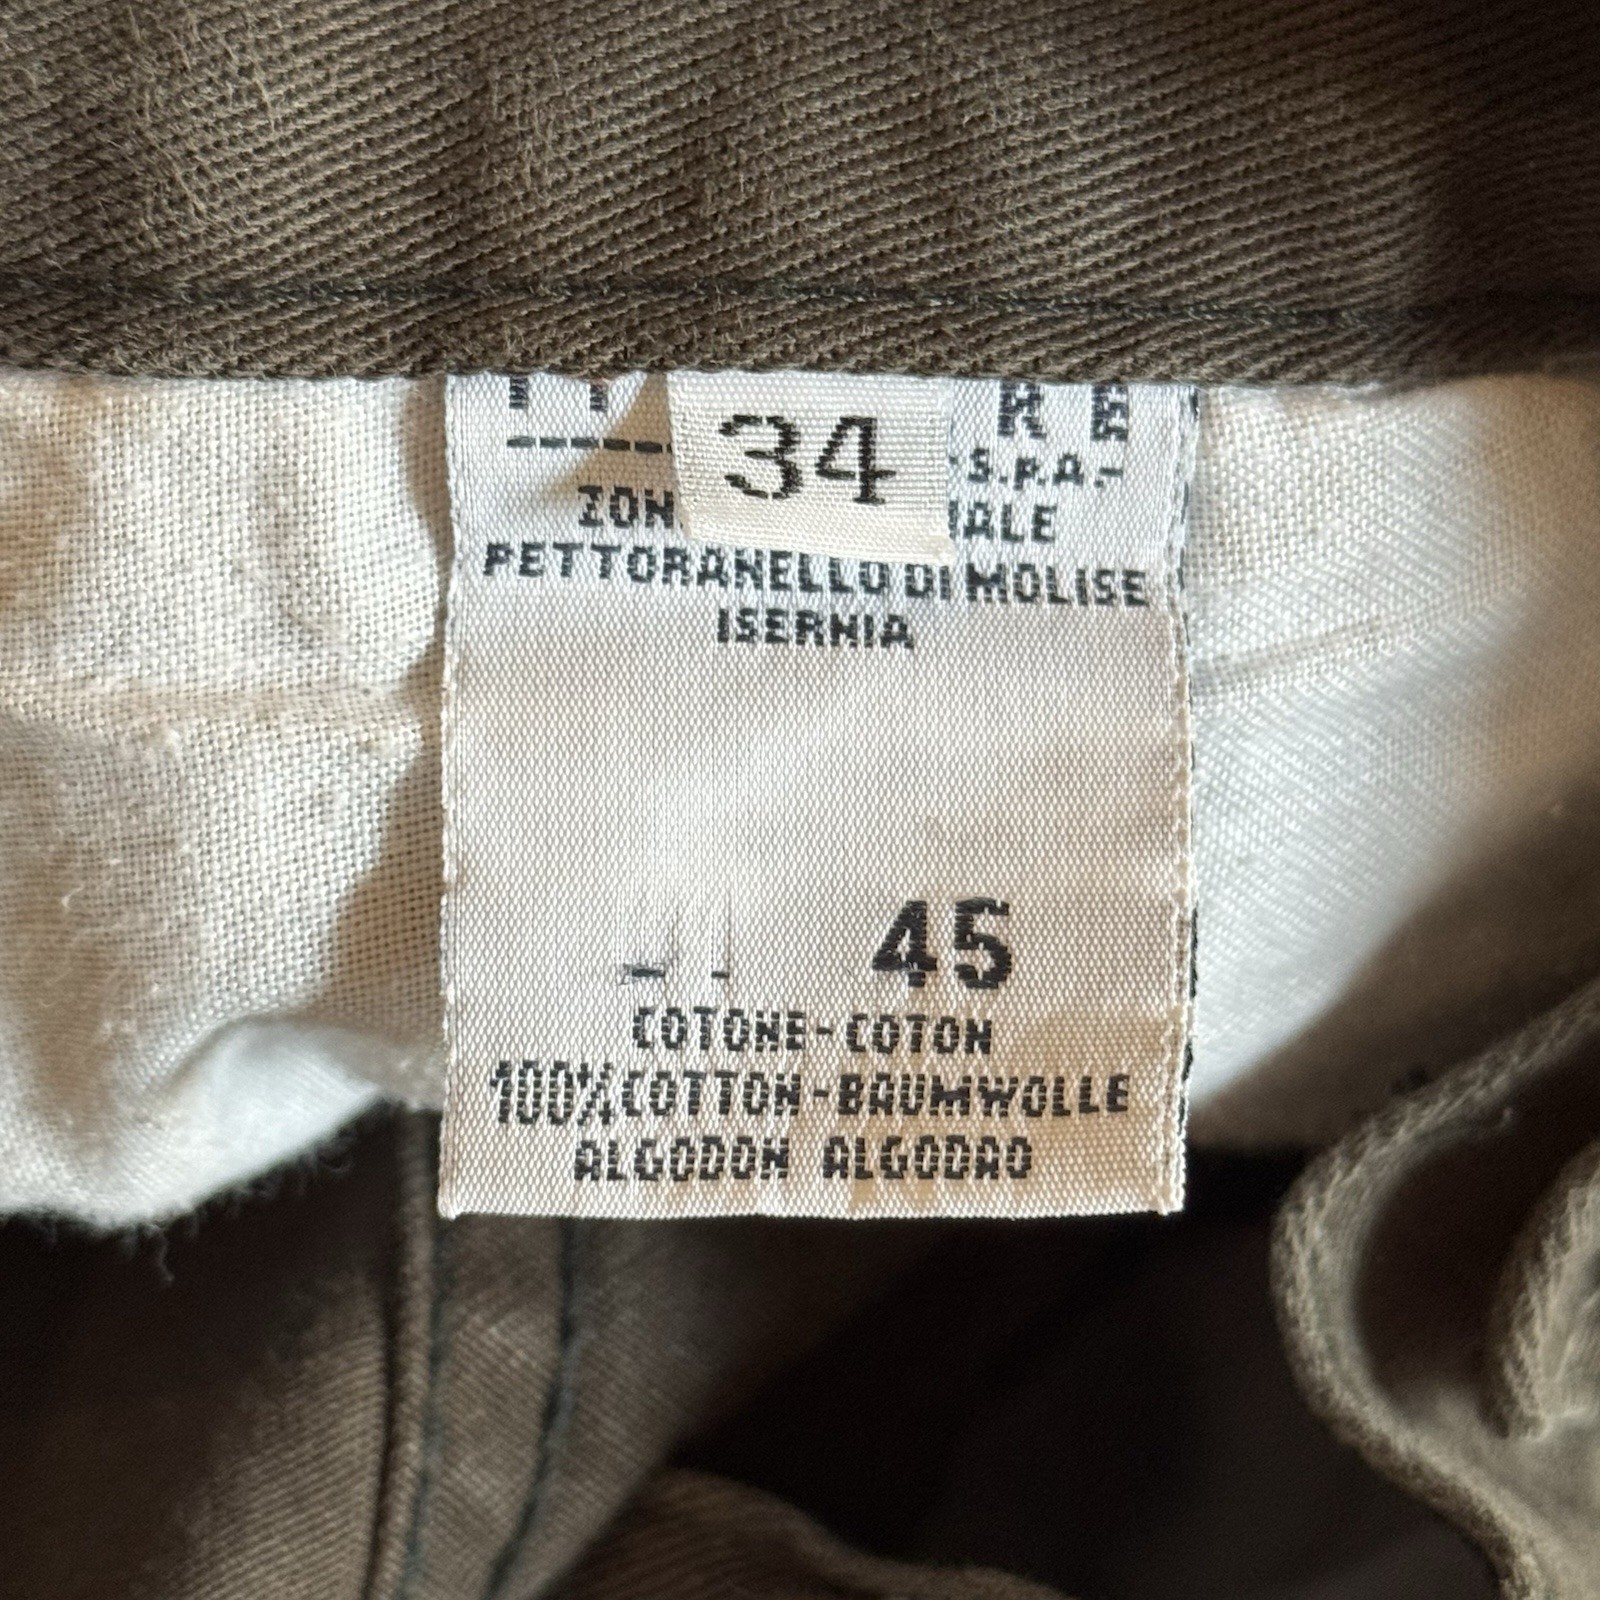 34
S.p.A.-
PETTORANELLO DI MOLISE
ISERNIA
45
COTONE-COTON
100% COTTON-BAUMWOLLE
ALGODON ALGODAO